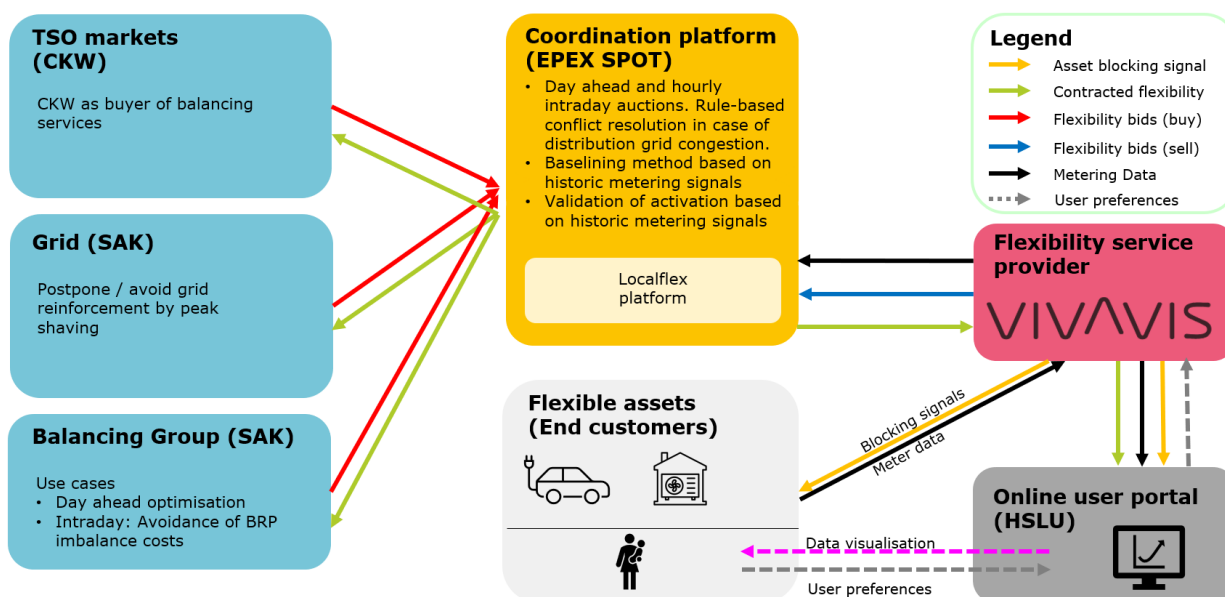 TSO markets
(CKW)
CKW as buyer of balancing
services
Grid (SAK)
Postpone / avoid grid
reinforcement by peak
shaving
Balancing Group (SAK)
Use cases
• Day ahead optimisation
• Intraday: Avoidance of BRP
imbalance costs
Coordination platform
(EPEX SPOT)
• Day ahead and hourly
intraday auctions. Rule-based
conflict resolution in case of
distribution grid congestion.
• Baselining method based on
historic metering signals
• Validation of activation based
on historic metering signals
Localflex
platform
Flexible assets
(End customers)
Blocking signals
Meter data
Data visualisation
User preferences
Legend
Asset blocking signal
Contracted flexibility
Flexibility bids (buy)
Flexibility bids (sell)
Metering Data
User preferences
Flexibility service
provider
VIVAVIS
Online user portal
(HSLU)